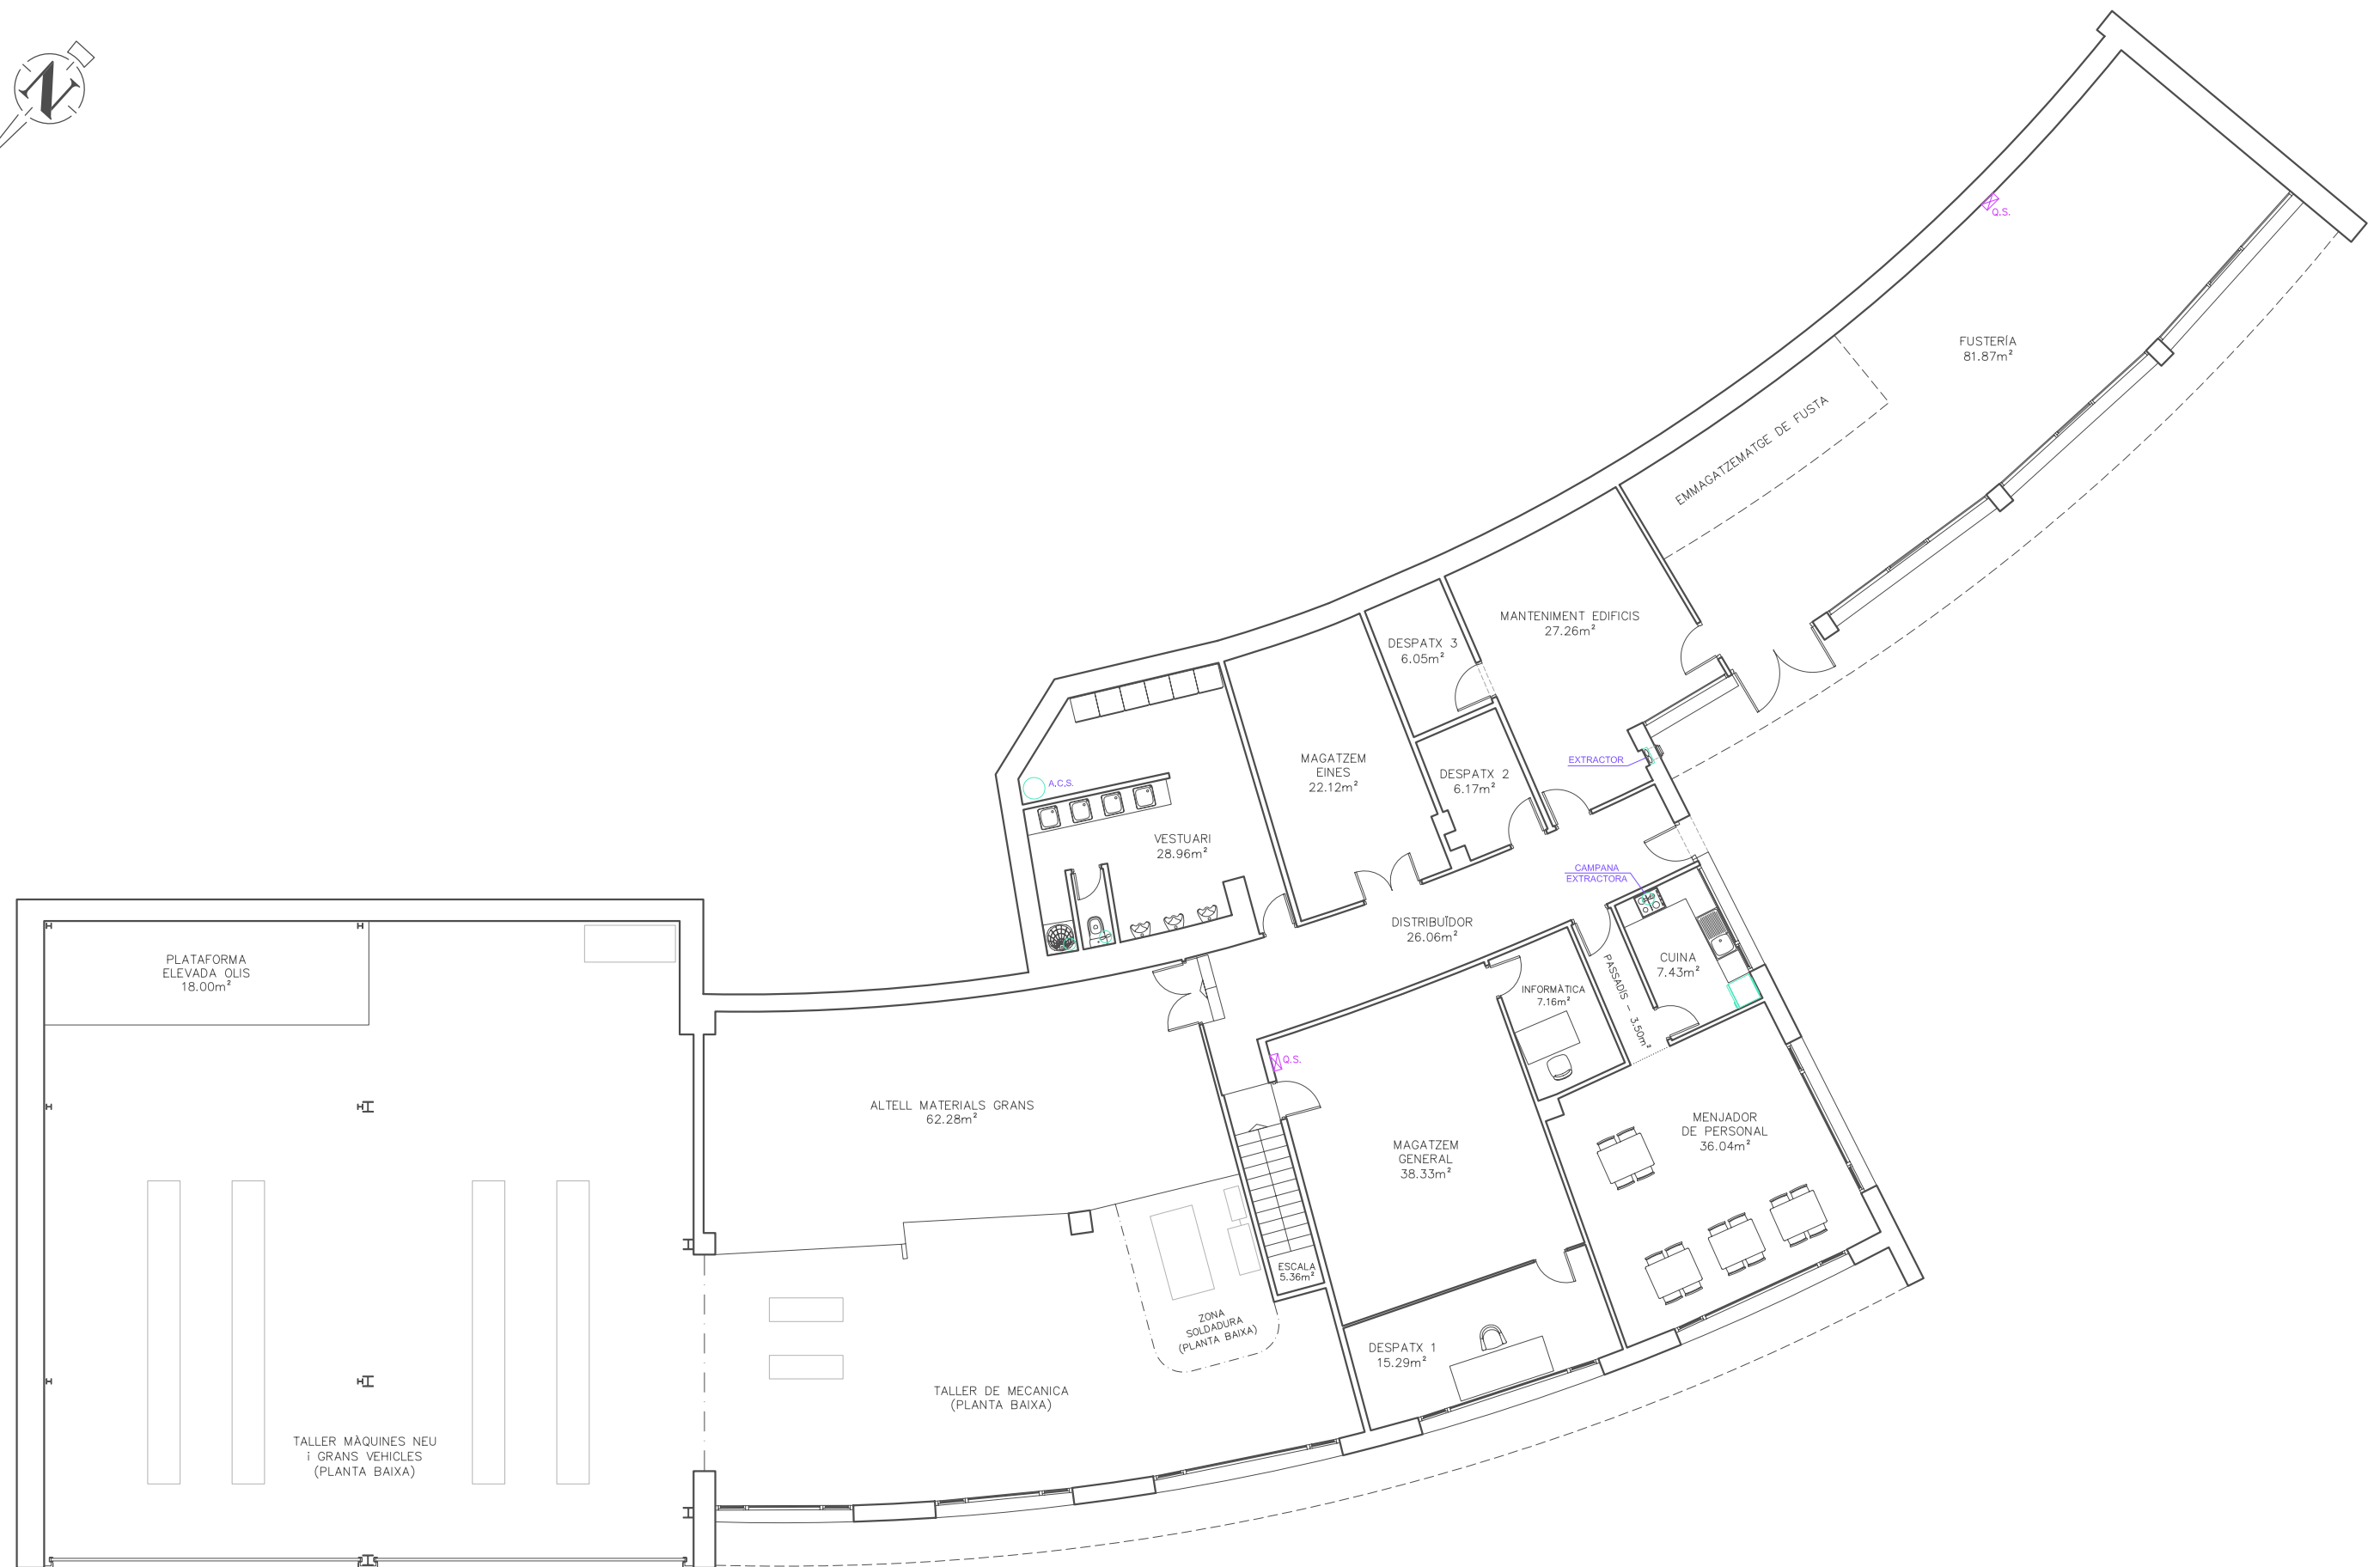 N
Q.S.
FUSTERÍA
81.87m²
EMMAGATZEMATGE DE FUSTA
MANTENIMENT EDIFICIS
27.26m²
DESPATX 3
6.05m²
MAGATZEM
EINES
22.12m²
DESPATX 2
6.17m²
EXTRACTOR
A.C.S.
VESTUARI
28.96m²
CAMPANA
EXTRACTORA
DISTRIBUÏDOR
26.06m²
PLATAFORMA
ELEVADA OLIS
18.00m²
CUINA
7.43m²
INFORMÀTICA
7.16m²
PASSADÍS - 3.50m²
Q.S.
ALTELL MATERIALS GRANS
62.28m²
MENJADOR
DE PERSONAL
36.04m²
MAGATZEM
GENERAL
38.33m²
ESCALA
5.36m²
ZONA
SOLDADURA
(PLANTA BAIXA)
DESPATX 1
15.29m²
TALLER DE MECANICA
(PLANTA BAIXA)
TALLER MÀQUINES NEU
i GRANS VEHICLES
(PLANTA BAIXA)